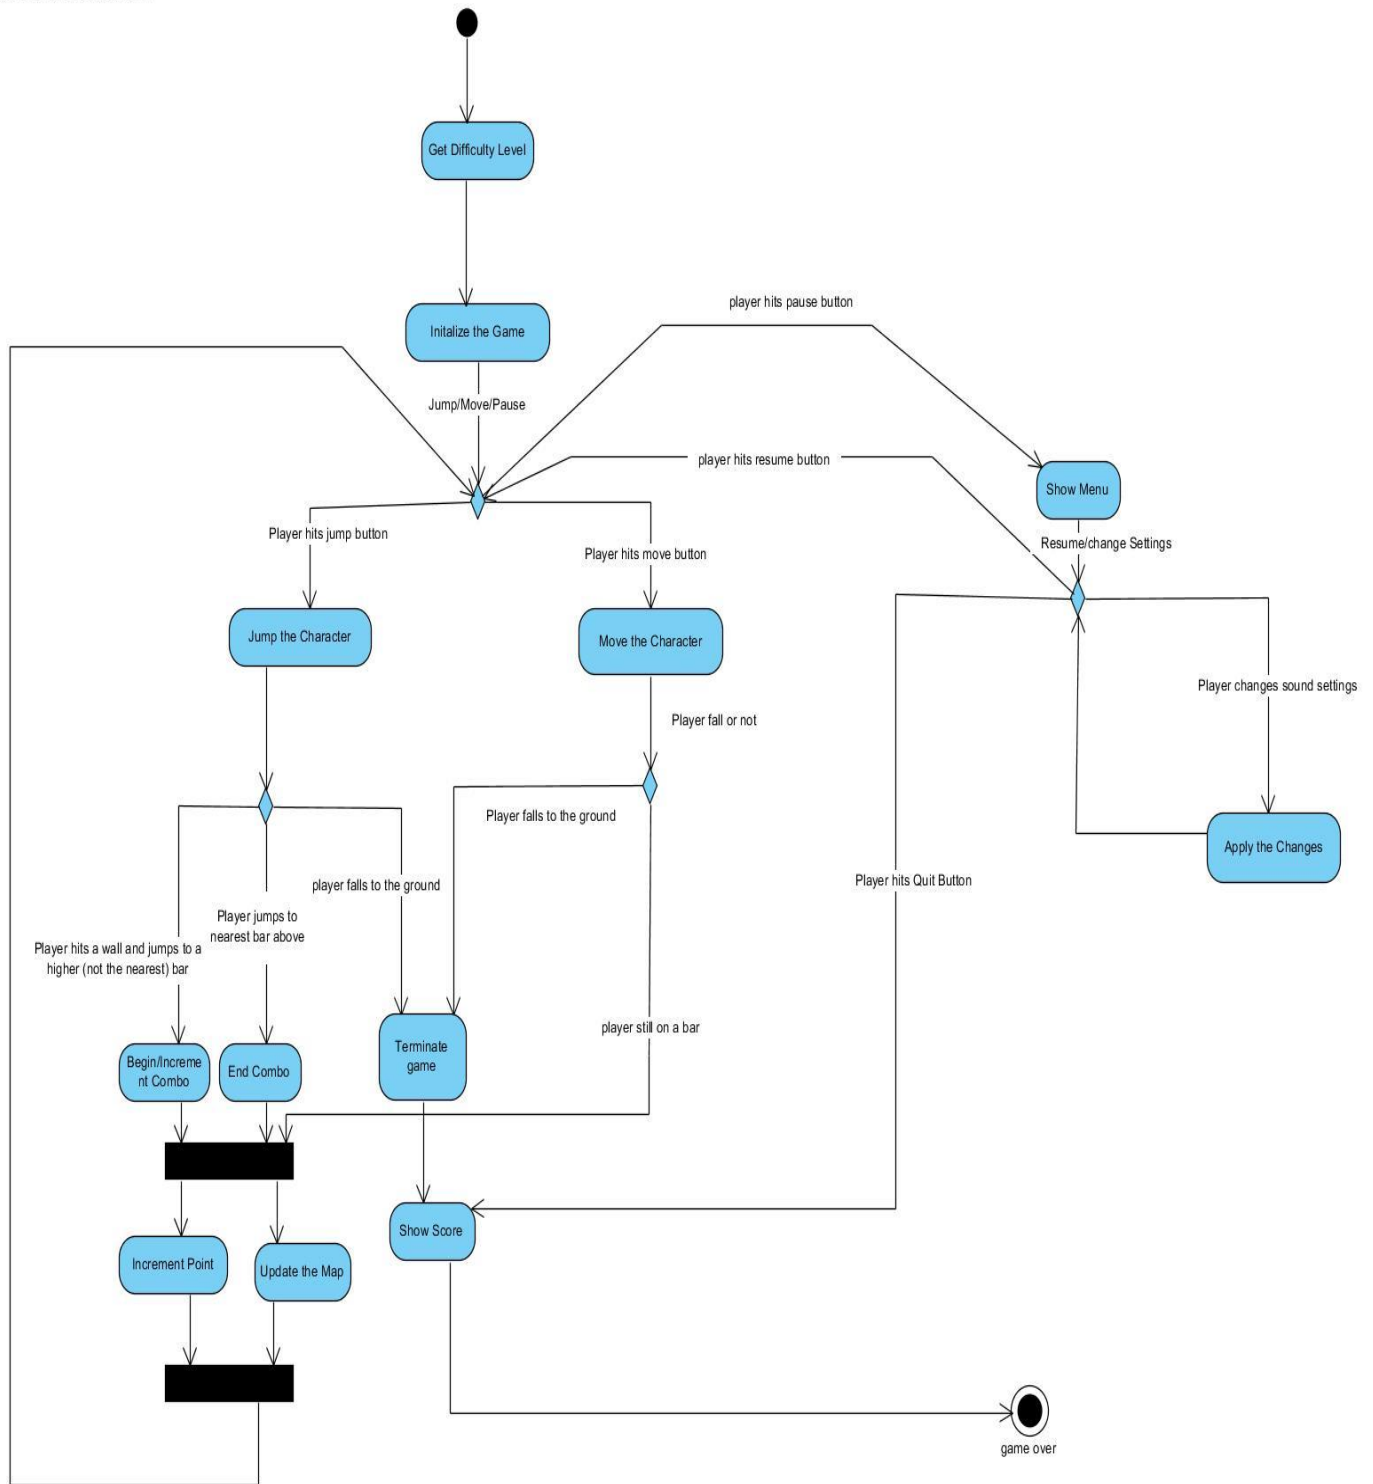 Get Difficulty Level
Initalize the Game
player hits pause button
Jump/Move/Pause
player hits resume button
Show Menu
Resume/change Settings
Player hits jump button
Player hits move button
Jump the Character
Move the Character
Player changes sound settings
Player fall or not
Player falls to the ground
Apply the Changes
player falls to the ground
Player hits Quit Button
Player jumps to
nearest bar above
Player hits a wall and jumps to a
higher (not the nearest) bar
player still on a bar
Terminate
game
Begin/Increme
nt Combo
End Combo
Show Score
Increment Point
Update the Map
game over